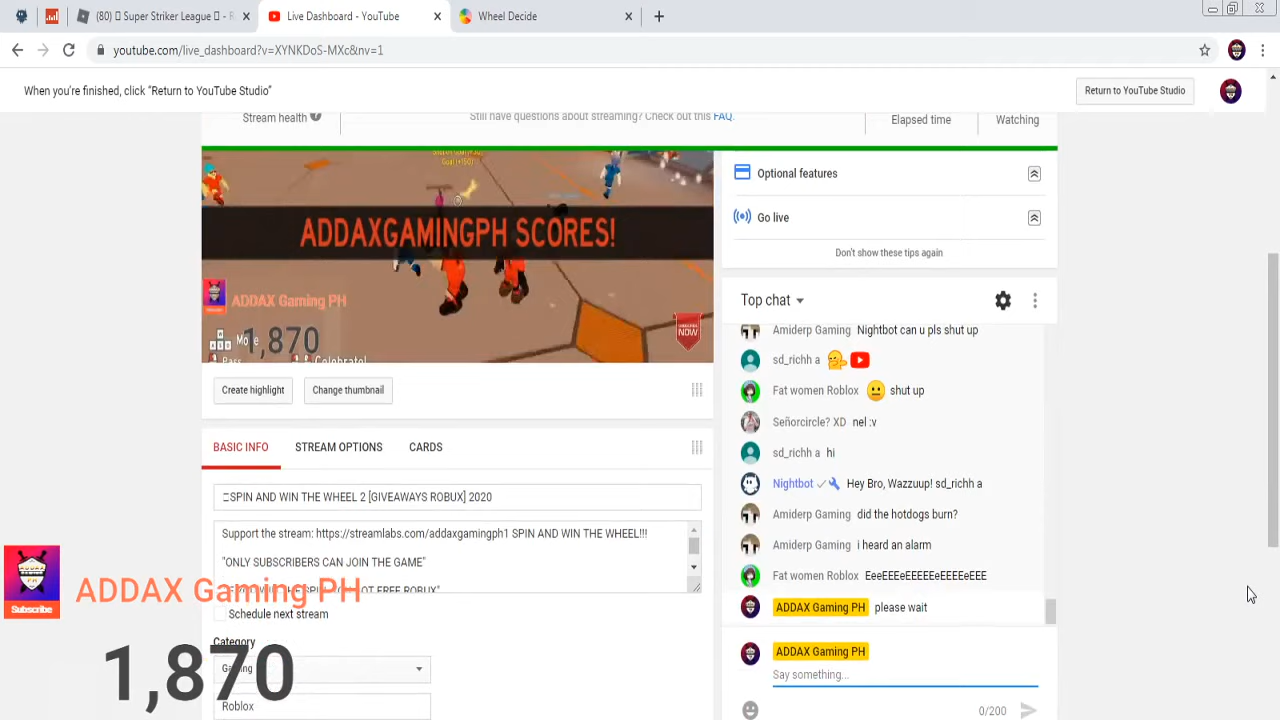 (80) Super Striker League - R
Live Dashboard - YouTube
Wheel Decide
youtube.com/live_dashboard?v=XYNKDoS-MXc&nv=1
When you're finished, click "Return to YouTube Studio"
Return to YouTube Studio
Stream health
Still have questions about streaming? Check out this FAQ.
Elapsed time
Watching
ADDAXGAMINGPH SCORES!
ADDAX Gaming PH
1,870
Pass
Celebrate!
NOW
Create highlight
Change thumbnail
BASIC INFO
STREAM OPTIONS
CARDS
SPIN AND WIN THE WHEEL 2 [GIVEAWAYS ROBUX] 2020
Support the stream: https://streamlabs.com/addaxgamingph1 SPIN AND WIN THE WHEEL!!!
"ONLY SUBSCRIBERS CAN JOIN THE GAME"
Schedule next stream
Category
Gaming
Roblox
Subscribe
ADDAX Gaming PH
1,870
Optional features
Go live
Don't show these tips again
Top chat
Amiderp Gaming Nightbot can u pls shut up
sd_richh a
Fat women Roblox 😐 shut up
Señorcircle? XD nel :v
sd_richh a hi
Nightbot Hey Bro, Wazzuup! sd_richh a
Amiderp Gaming did the hotdogs burn?
Amiderp Gaming i heard an alarm
Fat women Roblox EeeEEEeEEEEeEEEEeEEE
ADDAX Gaming PH please wait
ADDAX Gaming PH
Say something...
0/200